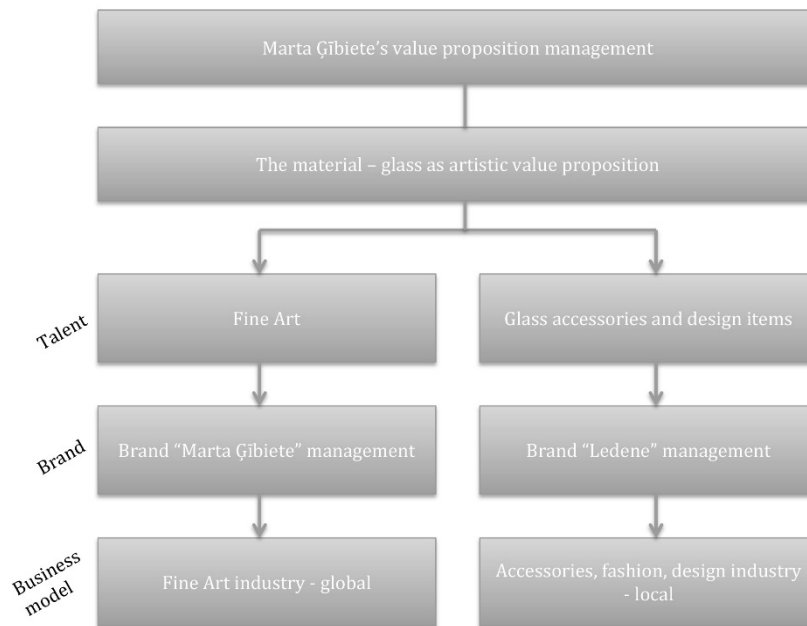 Marta Ģībiete's value proposition management
The material – glass as artistic value proposition
Talent
Fine Art
Glass accessories and design items
Brand
Brand “Marta Ģībiete” management
Brand “Ledene” management
Business
model
Fine Art industry - global
Accessories, fashion, design industry
- local